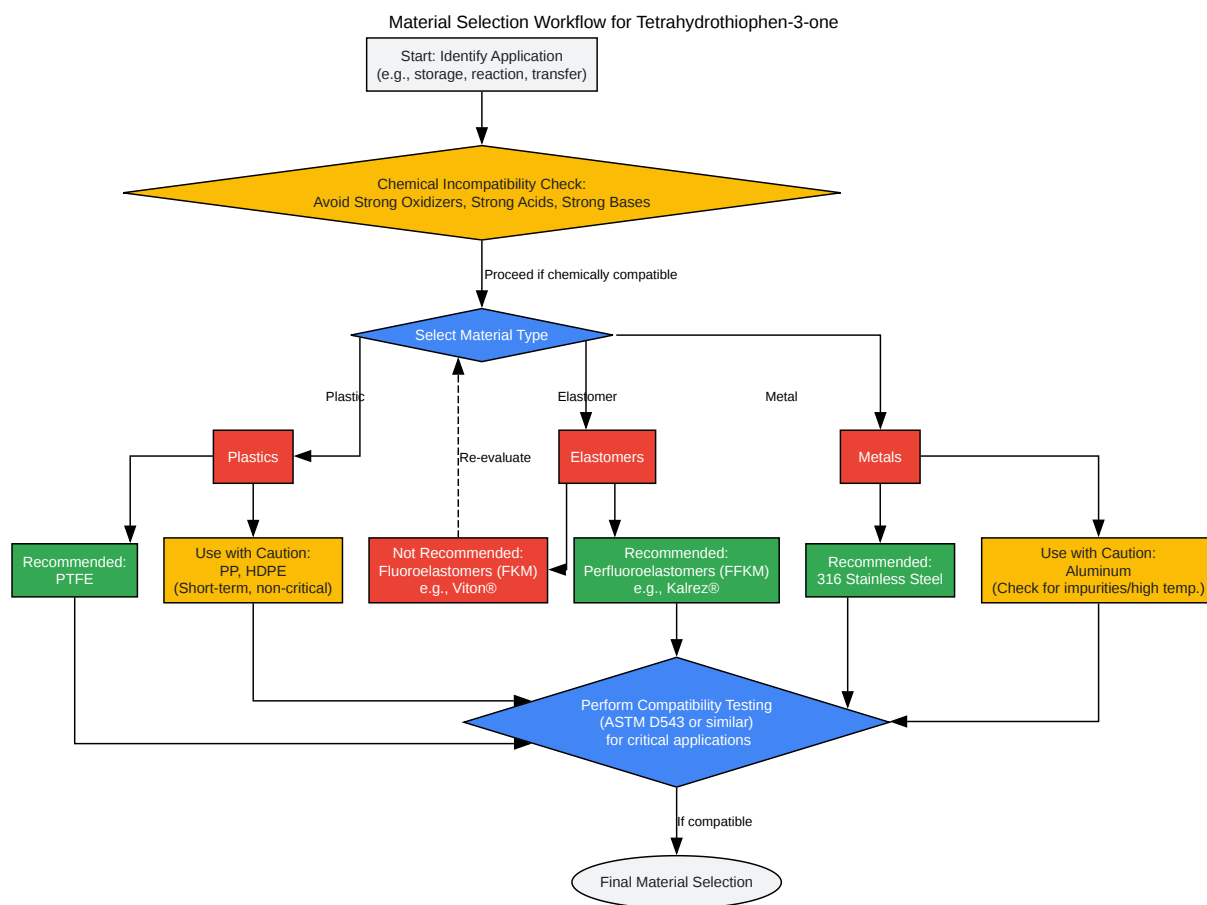 Material Selection Workflow for Tetrahydrothiophen-3-one
Start: Identify Application
(e.g., storage, reaction, transfer)
Chemical Incompatibility Check:
Avoid Strong Oxidizers, Strong Acids, Strong Bases
Proceed if chemically compatible
Select Material Type
Plastic
Elastomer
Metal
Plastics
Re-evaluate
Elastomers
Metals
Recommended:
PTFE
Use with Caution:
PP, HDPE
(Short-term, non-critical)
Not Recommended:
Fluoroelastomers (FKM)
e.g., Viton®
Recommended:
Perfluoroelastomers (FFKM)
e.g., Kalrez®
Recommended:
316 Stainless Steel
Use with Caution:
Aluminum
(Check for impurities/high temp.)
Perform Compatibility Testing
(ASTM D543 or similar)
for critical applications
If compatible
Final Material Selection